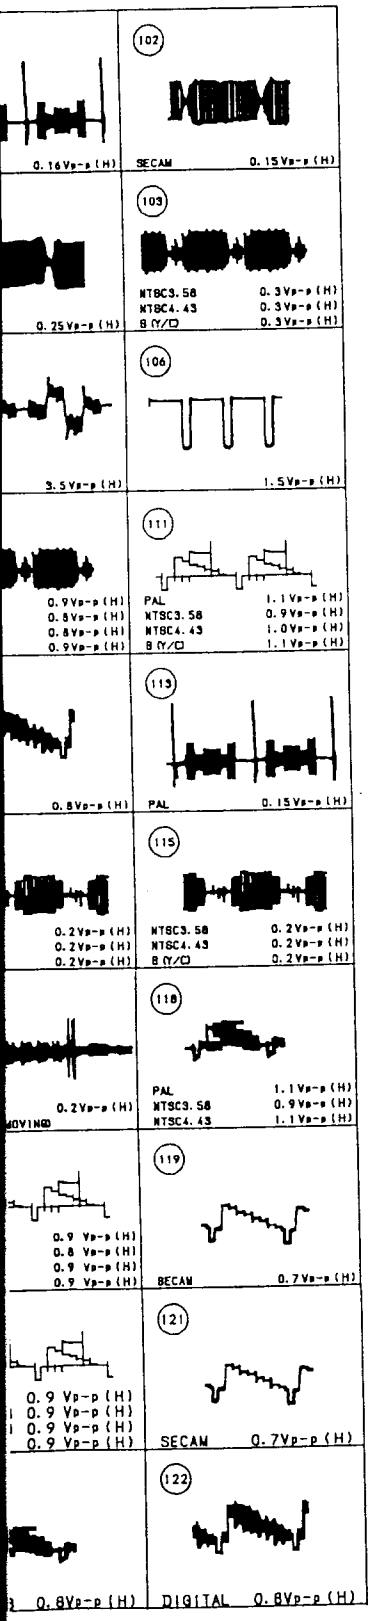 102
0.16Vp-p(H)
SECAM 0.15Vp-p(H)
103
0.25Vp-p(H)
NTSC3.58 0.3Vp-p(H)
NTSC4.43 0.3Vp-p(H)
B(Y/C) 0.3Vp-p(H)
106
3.5Vp-p(H)
1.5Vp-p(H)
111
0.9Vp-p(H)
0.8Vp-p(H)
0.8Vp-p(H)
0.9Vp-p(H)
PAL 1.1Vp-p(H)
NTSC3.58 0.9Vp-p(H)
NTSC4.43 1.0Vp-p(H)
B(Y/C) 1.1Vp-p(H)
113
0.8Vp-p(H)
PAL 0.15Vp-p(H)
115
0.2Vp-p(H)
0.2Vp-p(H)
0.2Vp-p(H)
NTSC3.58 0.2Vp-p(H)
NTSC4.43 0.2Vp-p(H)
B(Y/C) 0.2Vp-p(H)
118
0.2Vp-p(H)
MOVING)
PAL 1.1Vp-p(H)
NTSC3.58 0.9Vp-p(H)
NTSC4.43 1.1Vp-p(H)
119
0.9 Vp-p(H)
0.8 Vp-p(H)
0.9 Vp-p(H)
0.9 Vp-p(H)
SECAM 0.7Vp-p(H)
121
0.9 Vp-p(H)
0.9 Vp-p(H)
0.9 Vp-p(H)
0.9 Vp-p(H)
SECAM 0.7Vp-p(H)
122
0.8Vp-p(H)
DIGITAL 0.8Vp-p(H)